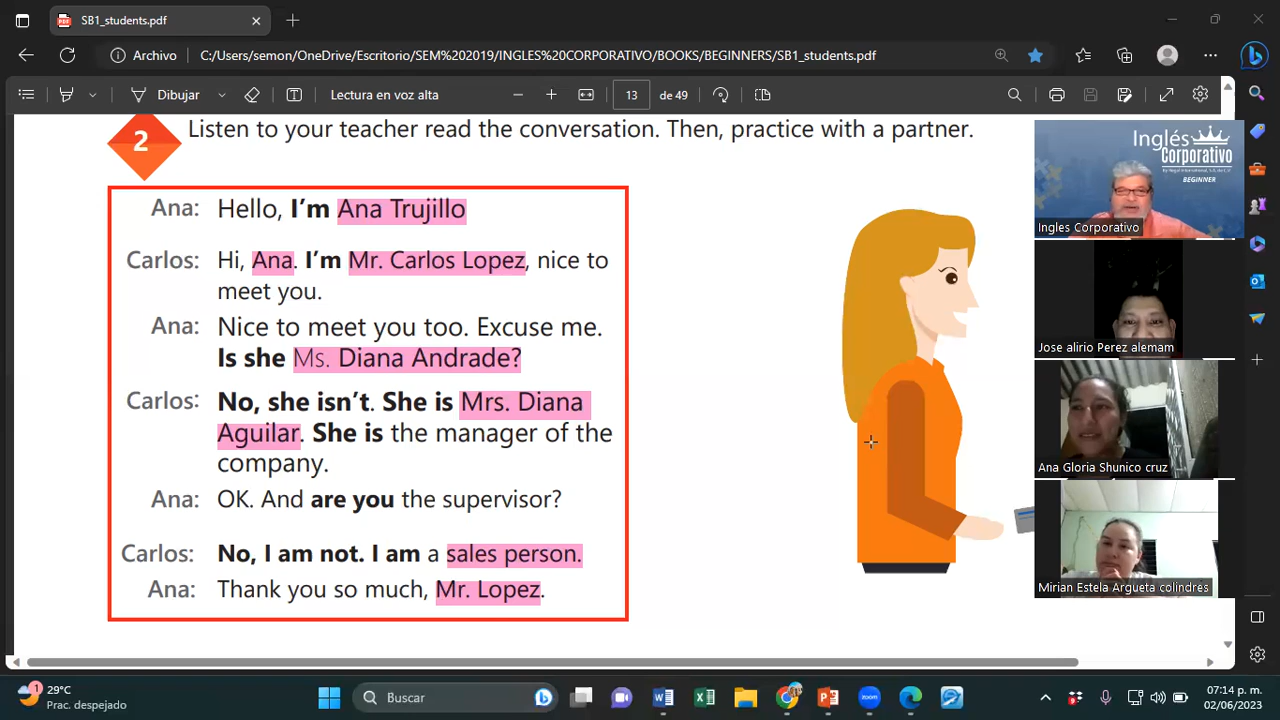 SB1_students.pdf
Archivo
C:/Users/semon/OneDrive/Escritorio/SEM%202019/INGLES%20CORPORATIVO/BOOKS/BEGINNERS/SB1_students.pdf
Dibujar
Lectura en voz alta
13
de 49
2
Listen to your teacher read the conversation. Then, practice with a partner.
Ana: Hello, I'm Ana Trujillo
Carlos: Hi, Ana. I'm Mr. Carlos Lopez, nice to
meet you.
Ana: Nice to meet you too. Excuse me.
Is she Ms. Diana Andrade?
Carlos: No, she isn't. She is Mrs. Diana
Aguilar. She is the manager of the
company.
Ana: OK. And are you the supervisor?
Carlos: No, I am not. I am a sales person.
Ana: Thank you so much, Mr. Lopez.
Inglés
Corporativo
BEGINNER
Ingles Corporativo
Jose alirio Perez alemam
Ana Gloria Shunico cruz
Mirian Estela Argueta colindres
1
29°C
Prac. despejado
Buscar
07:14 p. m.
02/06/2023